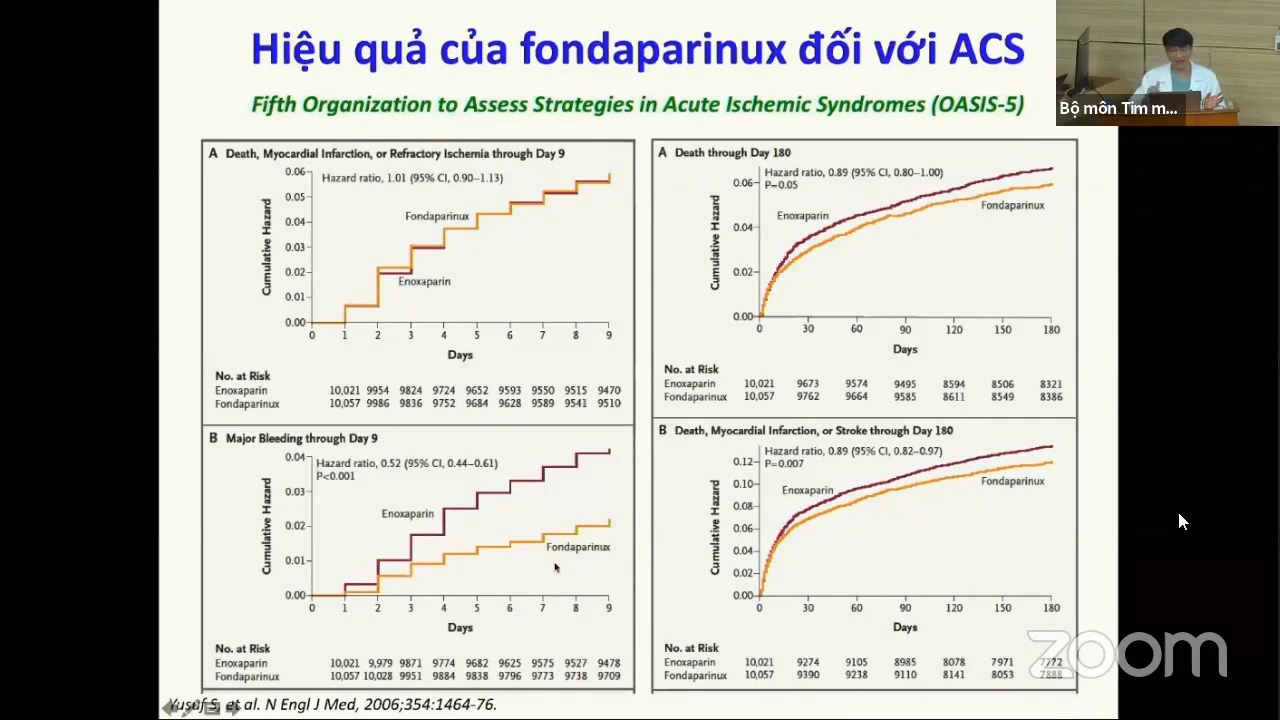 Hiệu quả của fondaparinux đối với ACS
Fifth Organization to Assess Strategies in Acute Ischemic Syndromes (OASIS-5)
Bộ môn Tim m...
A Death, Myocardial Infarction, or Refractory Ischemia through Day 9
Hazard ratio, 1.01 (95% CI, 0.90–1.13)
Cumulative Hazard
0.06
0.05
0.04
0.03
0.02
0.01
0.00
Fondaparinux
Enoxaparin
0 1 2 3 4 5 6 7 8 9
Days
No. at Risk
Enoxaparin 10,021 9954 9824 9724 9652 9593 9550 9515 9470
Fondaparinux 10,057 9986 9836 9752 9684 9628 9589 9541 9510
B Major Bleeding through Day 9
Hazard ratio, 0.52 (95% CI, 0.44–0.61)
P<0.001
Cumulative Hazard
0.04
0.03
0.02
0.01
0.00
Enoxaparin
Fondaparinux
0 1 2 3 4 5 6 7 8 9
Days
No. at Risk
Enoxaparin 10,021 9,979 9871 9774 9682 9625 9575 9527 9478
Fondaparinux 10,057 10,028 9951 9884 9838 9796 9773 9738 9709
A Death through Day 180
Hazard ratio, 0.89 (95% CI, 0.80–1.00)
P=0.05
Cumulative Hazard
0.06
0.04
0.02
0.00
Enoxaparin
Fondaparinux
0 30 60 90 120 150 180
Days
No. at Risk
Enoxaparin 10,021 9673 9574 9495 8594 8506 8321
Fondaparinux 10,057 9762 9664 9585 8611 8549 8386
B Death, Myocardial Infarction, or Stroke through Day 180
Hazard ratio, 0.89 (95% CI, 0.82–0.97)
P=0.007
Cumulative Hazard
0.12
0.10
0.08
0.06
0.04
0.02
0.00
Enoxaparin
Fondaparinux
0 30 60 90 120 150 180
Days
No. at Risk
Enoxaparin 10,021 9274 9105 8985 8078 7971 7772
Fondaparinux 10,057 9390 9238 9110 8141 8053 7888
Yusuf S, et al. N Engl J Med, 2006;354:1464-76.
zoom